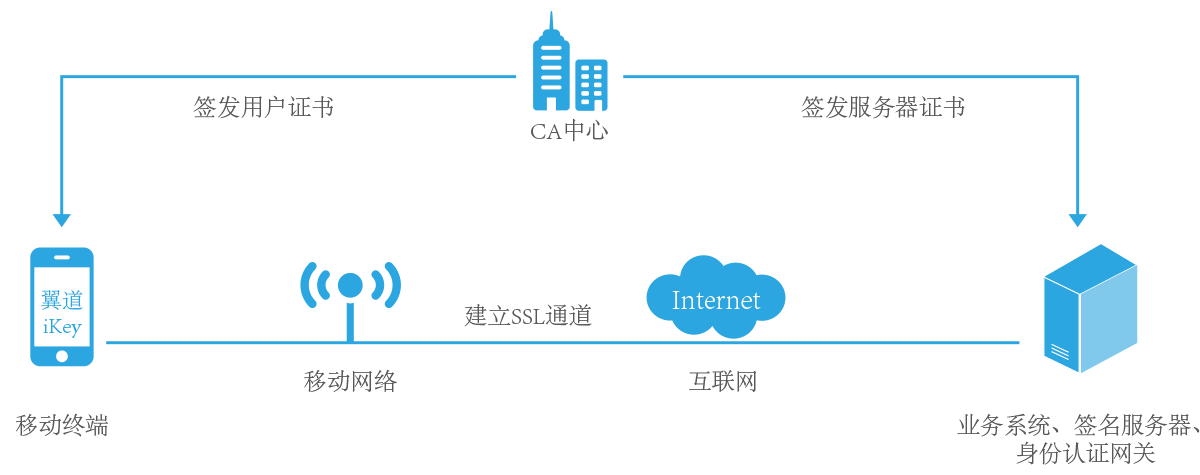 签发用户证书
签发服务器证书
CA中心
翼道
iKey
Internet
建立SSL通道
移动网络
互联网
移动终端
业务系统、签名服务器、
身份认证网关